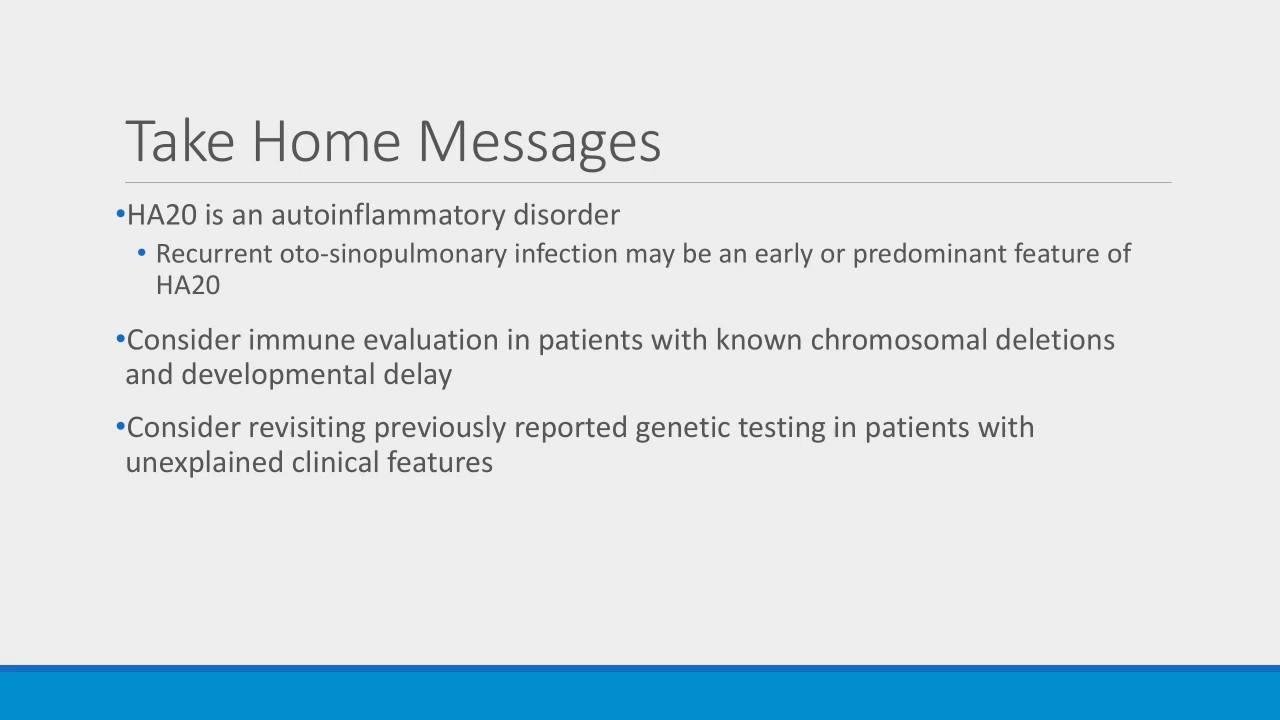 Take Home Messages
•HA20 is an autoinflammatory disorder
• Recurrent oto-sinopulmonary infection may be an early or predominant feature of
HA20
•Consider immune evaluation in patients with known chromosomal deletions
and developmental delay
•Consider revisiting previously reported genetic testing in patients with
unexplained clinical features